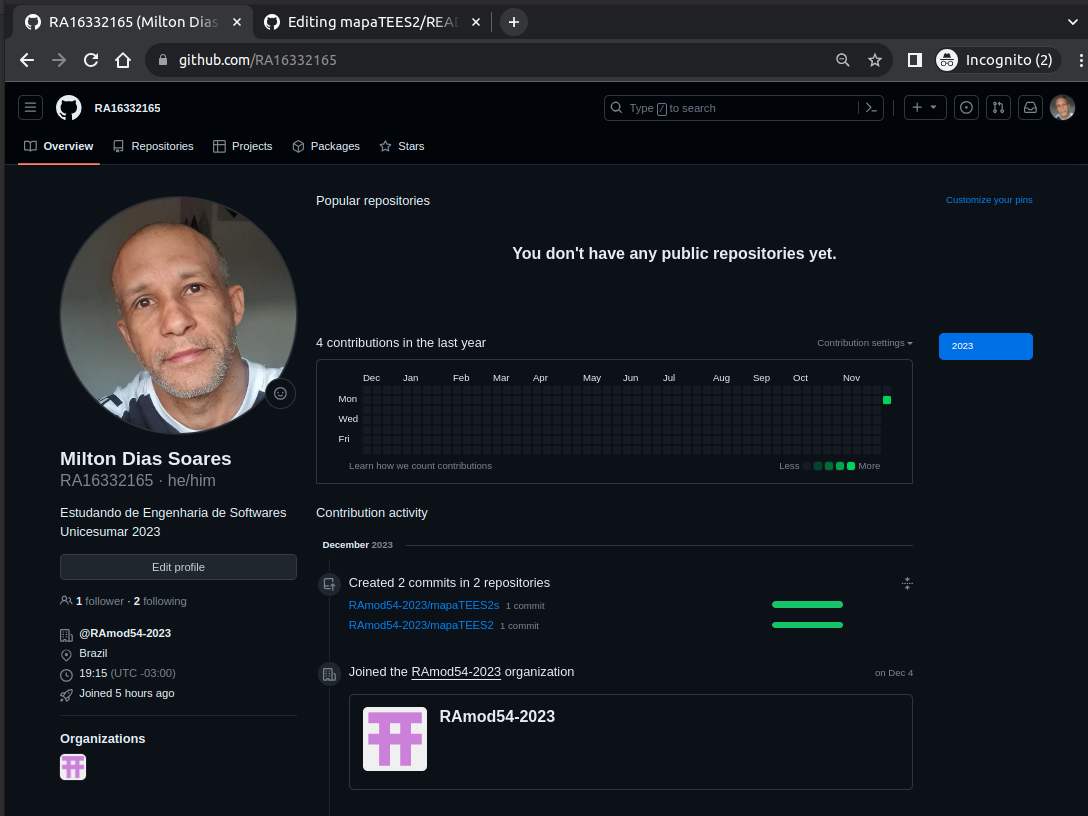 RA16332165 (Milton Dias
Editing mapaTEES2/READ
github.com/RA16332165
Incognito (2)
RA16332165
Type / to search
Overview
Repositories
Projects
Packages
Stars
Popular repositories
Customize your pins
You don't have any public repositories yet.
4 contributions in the last year
Contribution settings
2023
Dec Jan Feb Mar Apr May Jun Jul Aug Sep Oct Nov
Mon
Wed
Fri
Learn how we count contributions
Less
More
Milton Dias Soares
RA16332165 · he/him
Estudando de Engenharia de Softwares
Unicesumar 2023
Edit profile
1 follower · 2 following
@RAmod54-2023
Brazil
19:15 (UTC -03:00)
Joined 5 hours ago
Organizations
Contribution activity
December 2023
Created 2 commits in 2 repositories
RAmod54-2023/mapaTEES2s 1 commit
RAmod54-2023/mapaTEES2 1 commit
Joined the RAmod54-2023 organization
on Dec 4
RAmod54-2023